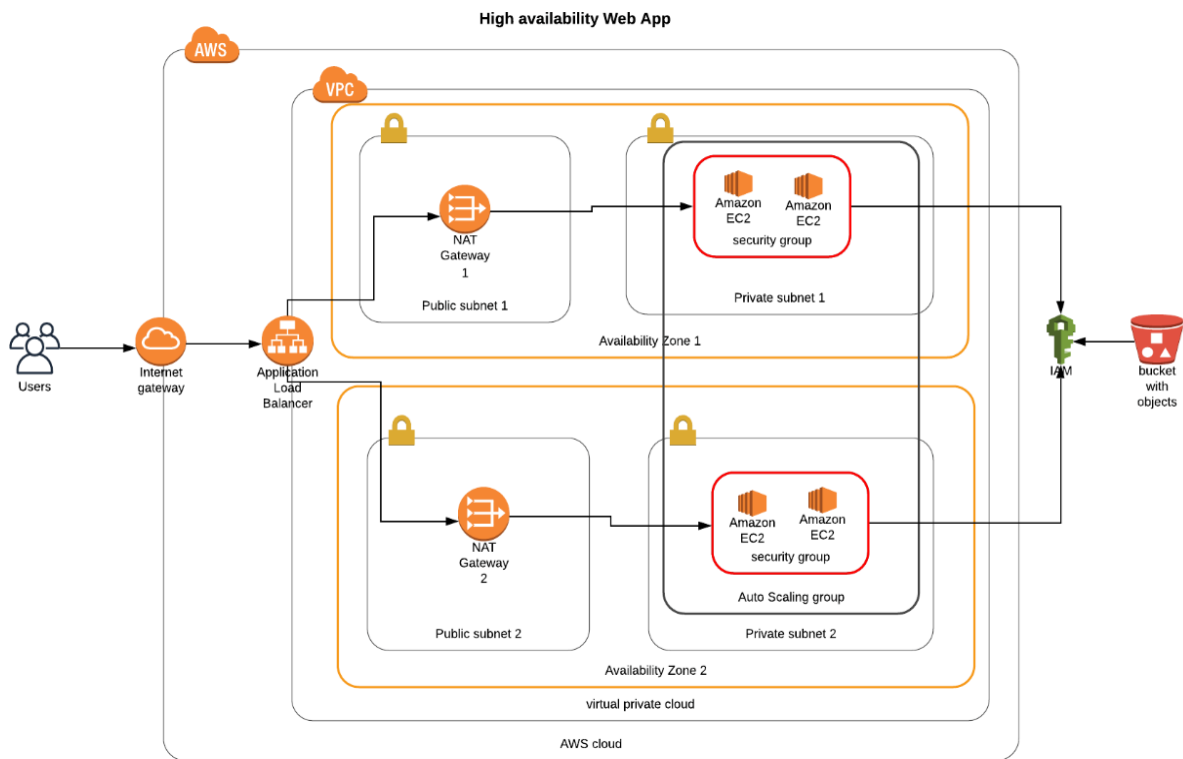 High availability Web App
AWS
VPC
Amazon
EC2
Amazon
EC2
security group
NAT
Gateway
1
Public subnet 1
Private subnet 1
Availability Zone 1
Users
Internet
gateway
Application
Load
Balancer
IAM
bucket
with
objects
Amazon
EC2
Amazon
EC2
security group
NAT
Gateway
2
Auto Scaling group
Public subnet 2
Private subnet 2
Availability Zone 2
virtual private cloud
AWS cloud